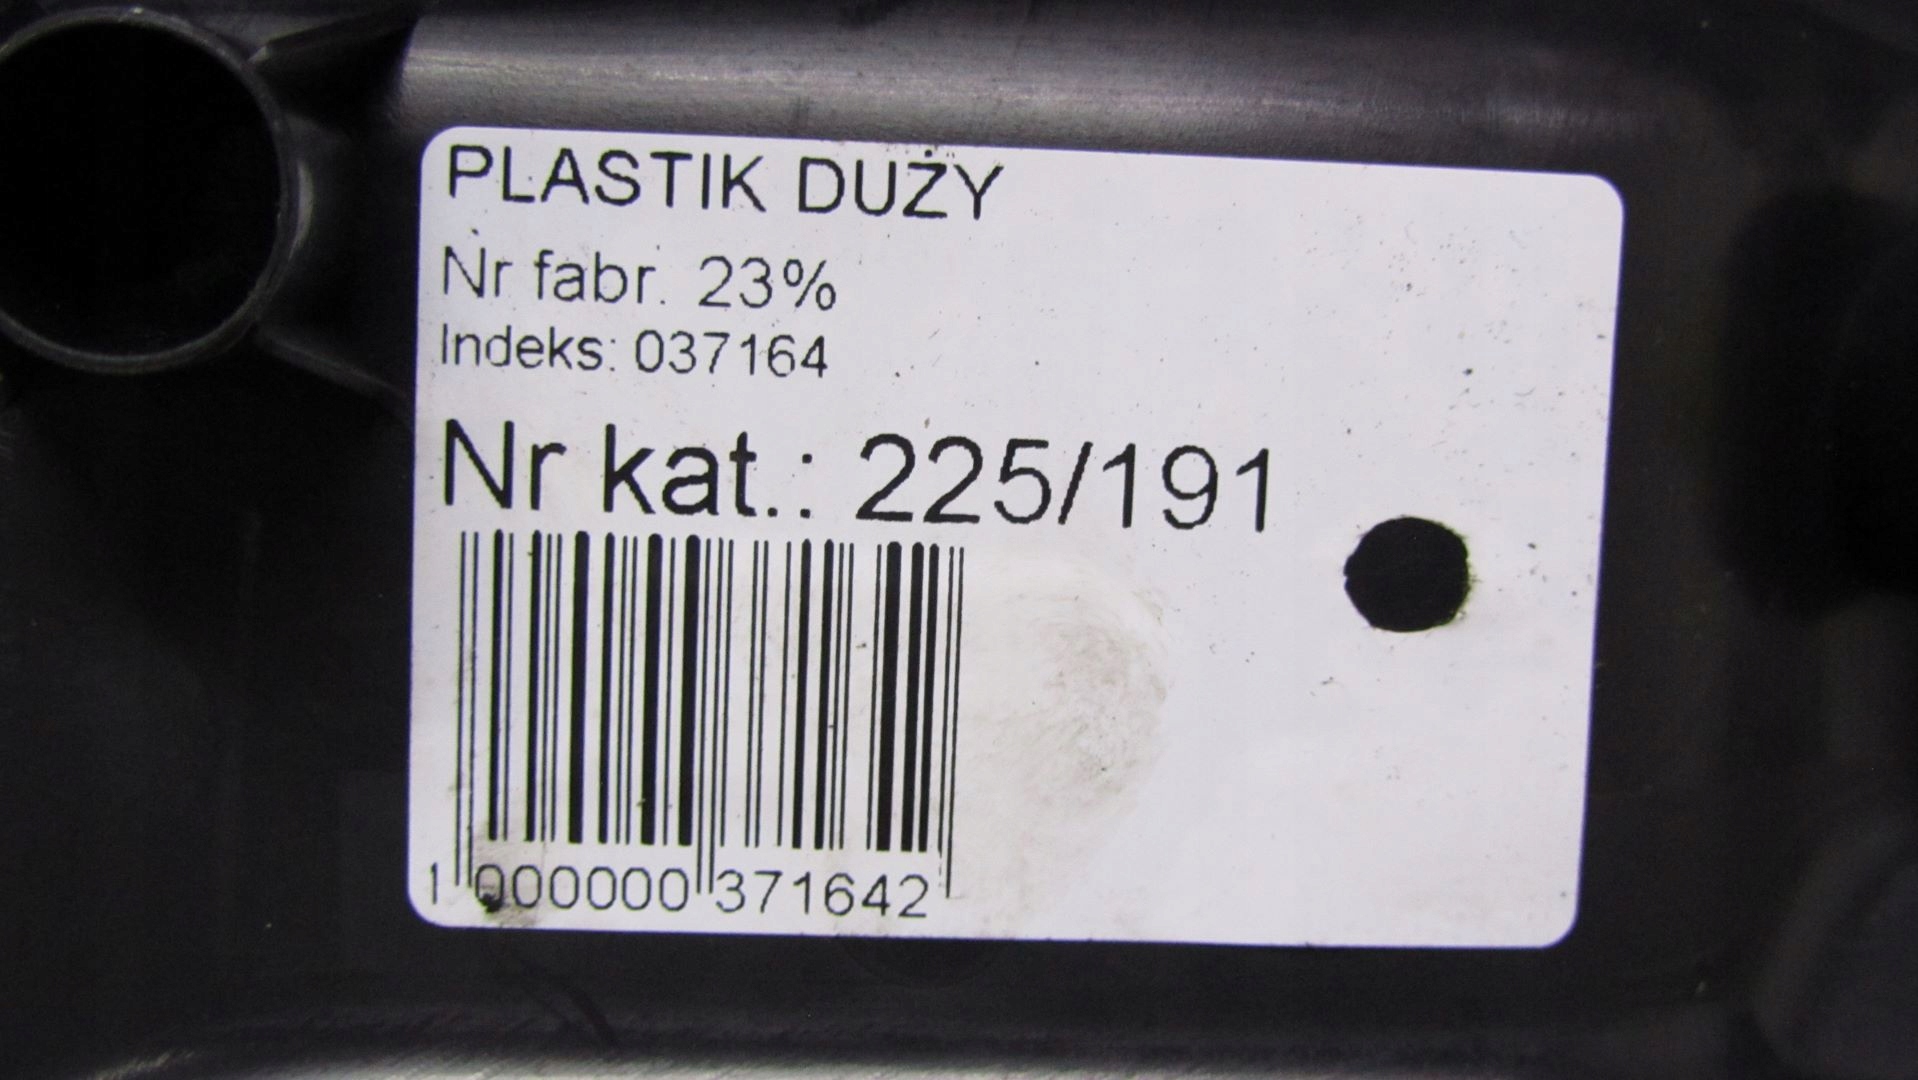 PLASTIK DUŻY
Nr fabr. 23%
Indeks: 037164
Nr kat.: 225/191
1 000000 371642